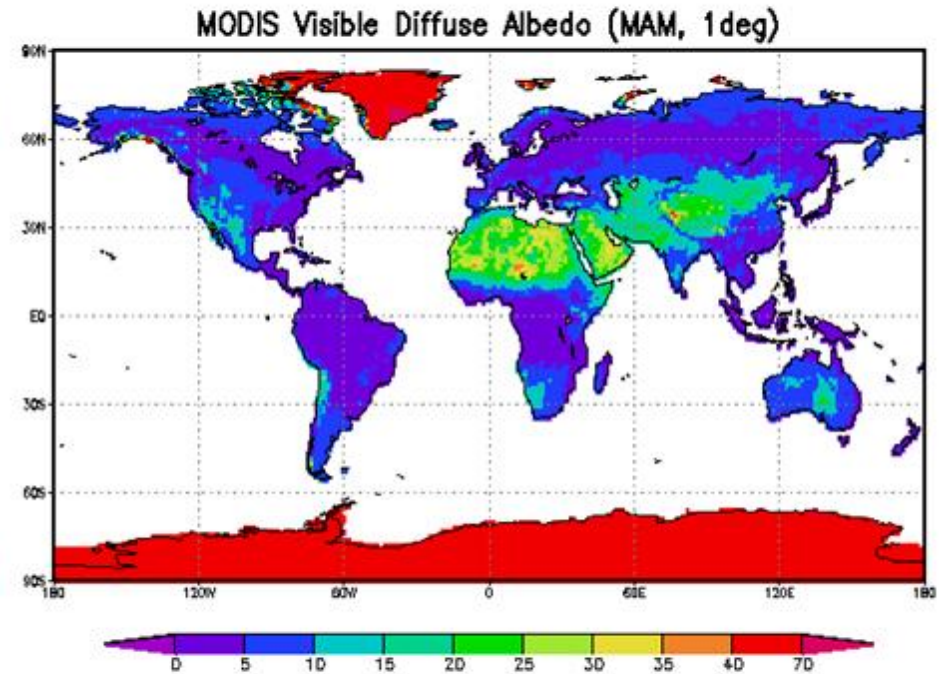 MODIS Visible Diffuse Albedo (MAM, 1deg)
90N
60N
30N
EQ
30S
60S
90S
180 120W 60W 0 60E 120E 180
0 5 10 15 20 25 30 35 40 70